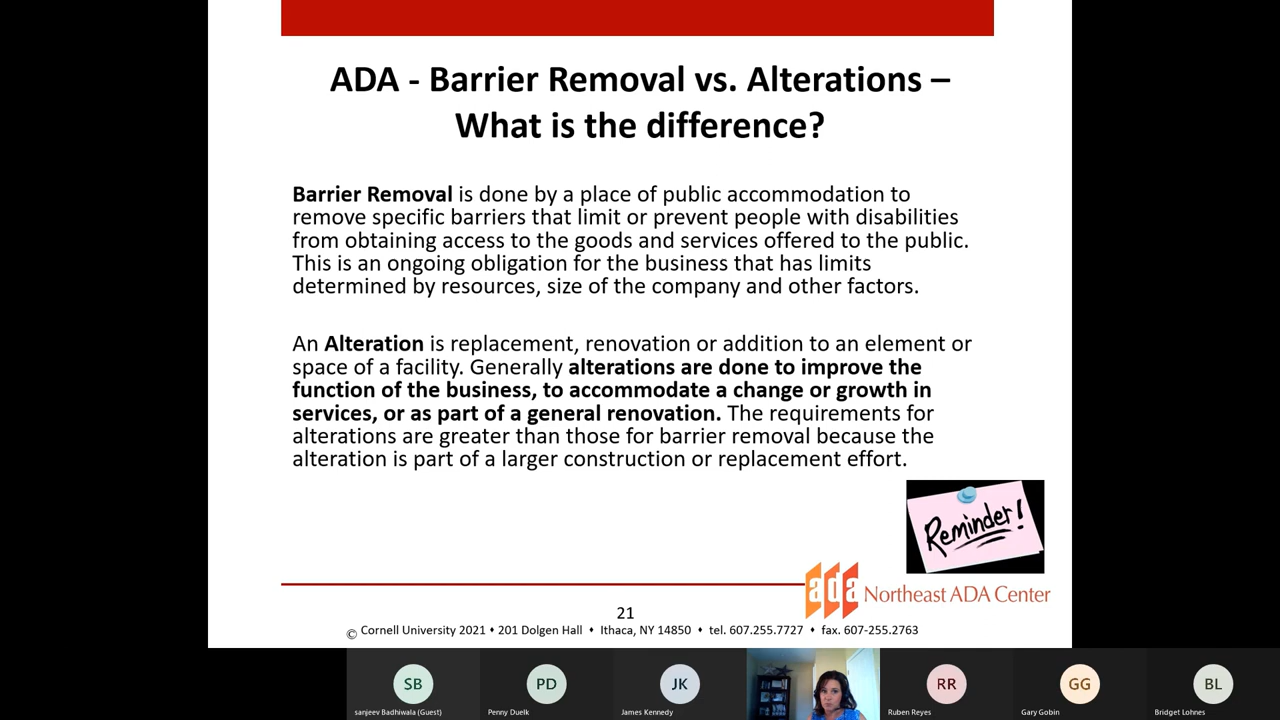 ADA - Barrier Removal vs. Alterations –
What is the difference?
Barrier Removal is done by a place of public accommodation to
remove specific barriers that limit or prevent people with disabilities
from obtaining access to the goods and services offered to the public.
This is an ongoing obligation for the business that has limits
determined by resources, size of the company and other factors.
An Alteration is replacement, renovation or addition to an element or
space of a facility. Generally alterations are done to improve the
function of the business, to accommodate a change or growth in
services, or as part of a general renovation. The requirements for
alterations are greater than those for barrier removal because the
alteration is part of a larger construction or replacement effort.
Reminder!
ada Northeast ADA Center
21
© Cornell University 2021 • 201 Dolgen Hall • Ithaca, NY 14850 • tel. 607.255.7727 • fax. 607-255.2763
SB PD JK RR GG BL
sanjeev Badhiwala (Guest) Penny Duelk James Kennedy Ruben Reyes Gary Gobin Bridget Lohnes